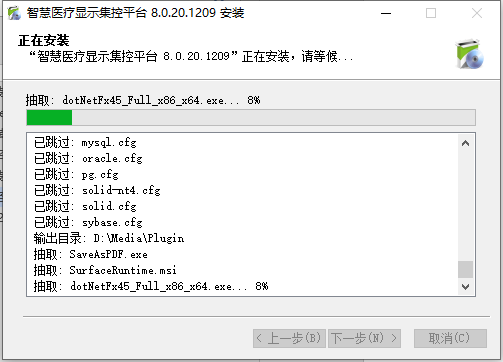 智慧医疗显示集控平台 8.0.20.1209 安装
正在安装
“智慧医疗显示集控平台 8.0.20.1209”正在安装,请等候...
抽取: dotNetFx45_Full_x86_x64.exe... 8%
已跳过: mysql.cfg
已跳过: oracle.cfg
已跳过: pg.cfg
已跳过: solid-nt4.cfg
已跳过: solid.cfg
已跳过: sybase.cfg
输出目录: D:\Media\Plugin
抽取: SaveAsPDF.exe
抽取: SurfaceRuntime.msi
抽取: dotNetFx45_Full_x86_x64.exe... 8%
< 上一步(B) 下一步(N) > 取消(C)